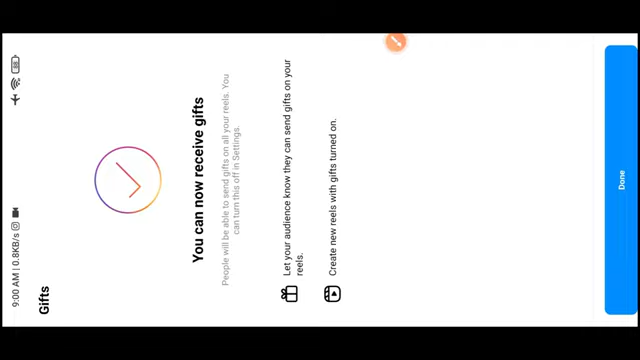 9:00 AM | 0.8KB/s
88
Gifts
You can now receive gifts
People will be able to send gifts on all your reels. You
can turn this off in Settings.
Let your audience know they can send gifts on your
reels.
Create new reels with gifts turned on.
Done